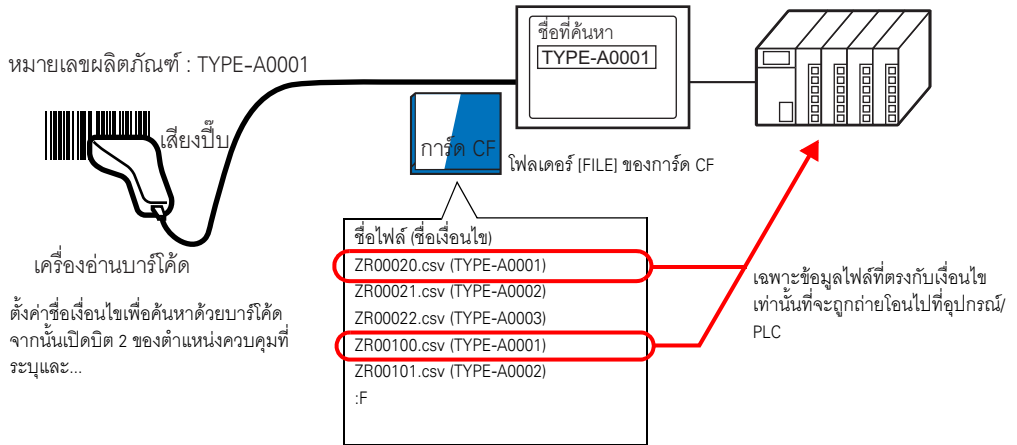 ชื่อที่ค้นหา
TYPE-A0001
หมายเลขผลิตภัณฑ์ : TYPE-A0001
เสียงปี๊บ
การ์ด CF
โฟลเดอร์ [FILE] ของการ์ด CF
เครื่องอ่านบาร์โค้ด
ตั้งค่าชื่อเงื่อนไขเพื่อค้นหาด้วยบาร์โค้ด
จากนั้นเปิดบิต 2 ของตำแหน่งควบคุมที่
ระบุและ...
ชื่อไฟล์ (ชื่อเงื่อนไข)
ZR00020.csv (TYPE-A0001)
ZR00021.csv (TYPE-A0002)
ZR00022.csv (TYPE-A0003)
ZR00100.csv (TYPE-A0001)
ZR00101.csv (TYPE-A0002)
:F
เฉพาะข้อมูลไฟล์ที่ตรงกับเงื่อนไข
เท่านั้นที่จะถูกถ่ายโอนไปที่อุปกรณ์/
PLC